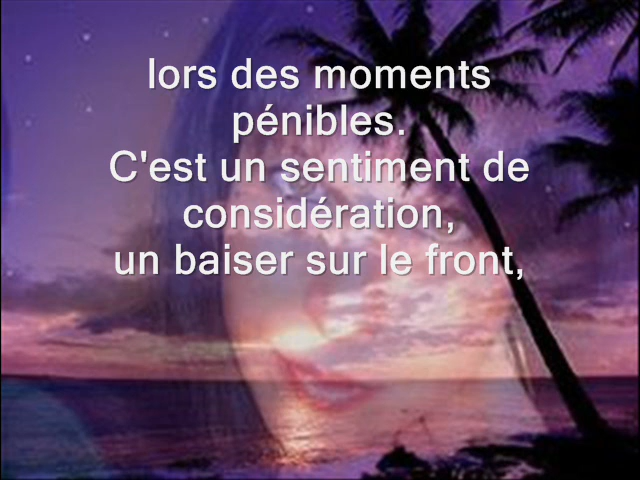 lors des moments
pénibles.
C'est un sentiment de
considération,
un baiser sur le front,